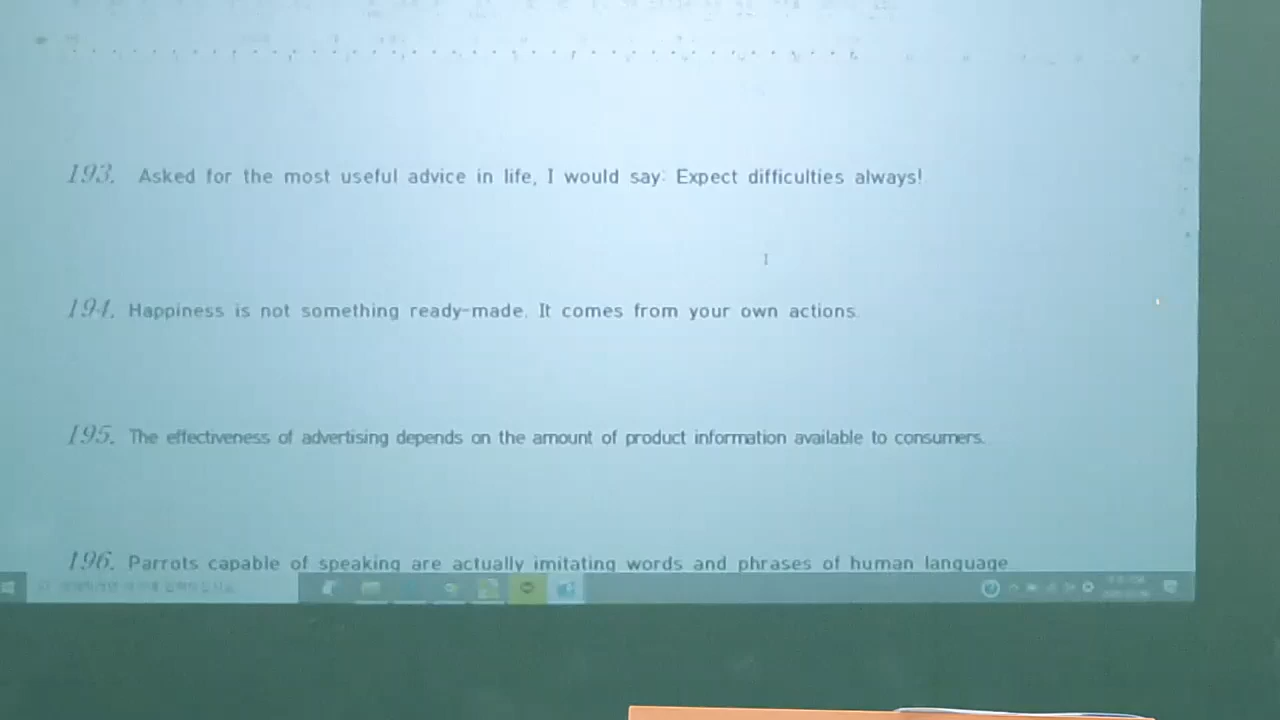 193. Asked for the most useful advice in life, I would say: Expect difficulties always!
194. Happiness is not something ready-made. It comes from your own actions.
195. The effectiveness of advertising depends on the amount of product information available to consumers.
196. Parrots capable of speaking are actually imitating words and phrases of human language